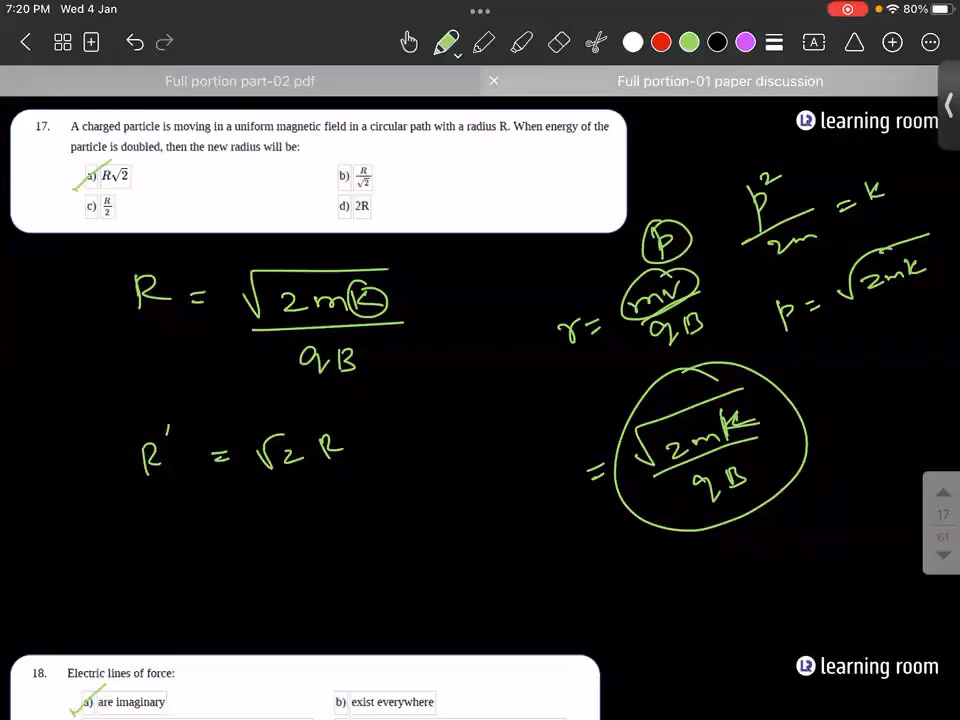 7:20 PM Wed 4 Jan
80%
Full portion part-02 pdf
Full portion-01 paper discussion
17. A charged particle is moving in a uniform magnetic field in a circular path with a radius R. When energy of the
particle is doubled, then the new radius will be:
a) R√2
b) R/√2
c) R/2
d) 2R
learning room
p²/2m = k
p
R = √2mk/qB
r = mv/qB
p = √2mk
= √2mk/qB
R' = √2 R
17
61
18. Electric lines of force:
learning room
a) are imaginary
b) exist everywhere